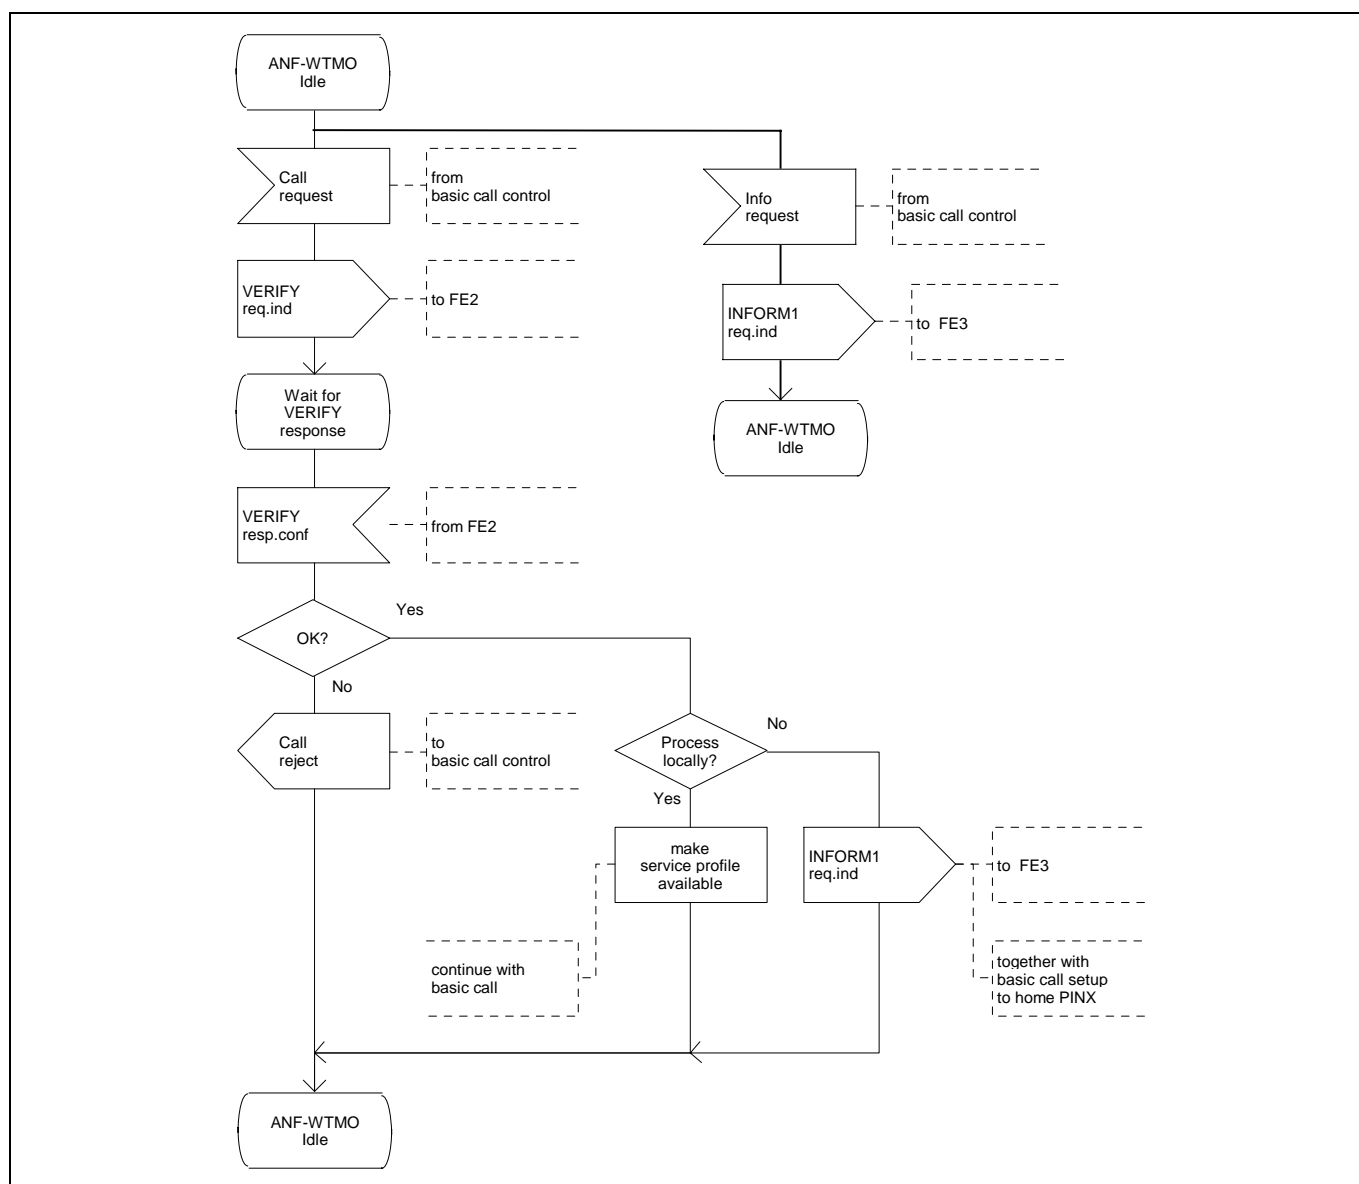 ANF-WTMO
Idle
Call
request
from
basic call control
Info
request
from
basic call control
VERIFY
req.ind
to FE2
INFORM1
req.ind
to FE3
Wait for
VERIFY
response
ANF-WTMO
Idle
VERIFY
resp.conf
from FE2
OK?
Yes
No
Call
reject
to
basic call control
Process
locally?
No
Yes
make
service profile
available
INFORM1
req.ind
to FE3
continue with
basic call
together with
basic call setup
to home PINX
ANF-WTMO
Idle